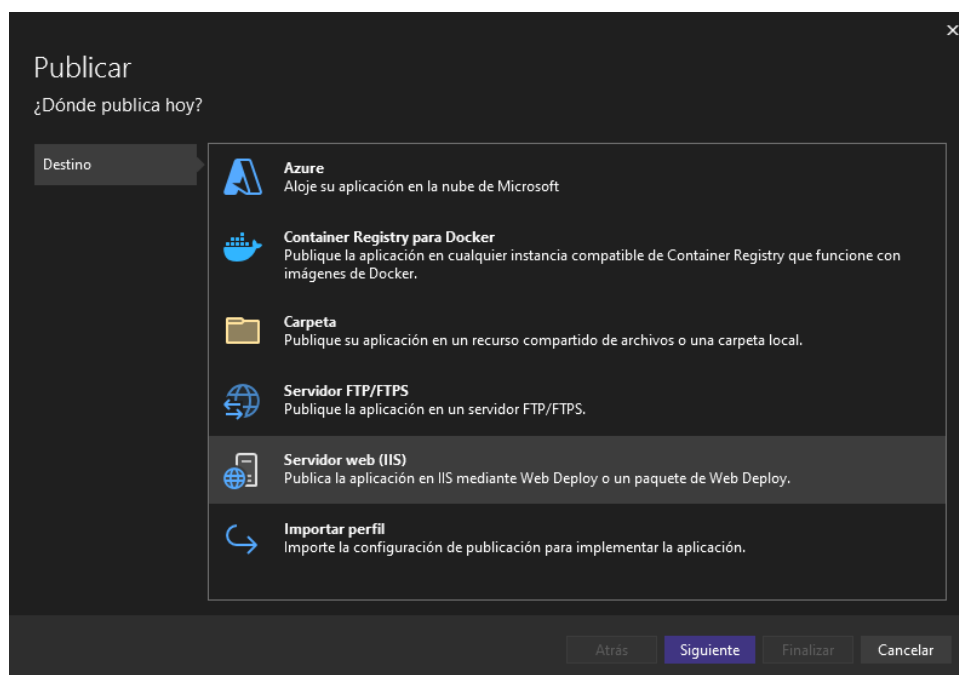 Publicar
¿Dónde publica hoy?
Destino
Azure
Aloje su aplicación en la nube de Microsoft
Container Registry para Docker
Publique la aplicación en cualquier instancia compatible de Container Registry que funcione con
imágenes de Docker.
Carpeta
Publique su aplicación en un recurso compartido de archivos o una carpeta local.
Servidor FTP/FTPS
Publique la aplicación en un servidor FTP/FTPS.
Servidor web (IIS)
Publica la aplicación en IIS mediante Web Deploy o un paquete de Web Deploy.
Importar perfil
Importe la configuración de publicación para implementar la aplicación.
Atrás
Siguiente
Finalizar
Cancelar